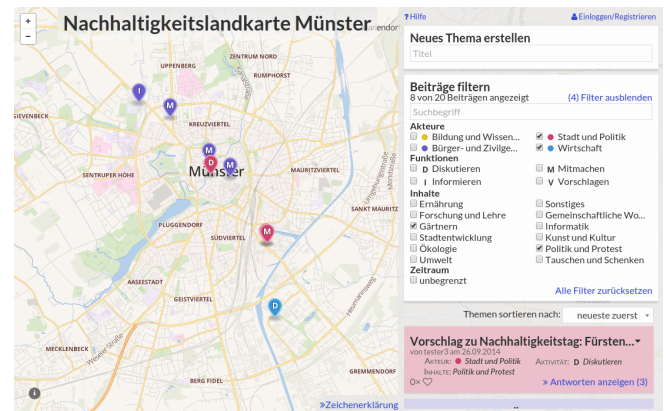 Nachhaltigkeitslandkarte Münster
+
−
ZENTRUM NORD
UPPENBERG
RUMPHORST
KREUZVIERTEL
SENTRUPER HÖHE
Münster
MAURITZVIERTEL
SANKT MAURITZ
PLUGGENDORF
SÜDVIERTEL
AASEESTADT
GEISTVIERTEL
MECKLENBECK
Weseler Straße
BERG FIDEL
GREMMENDORF
I
M
M
D
M
M
D
»Zeichenerklärung
? Hilfe
Einloggen/Registrieren
Neues Thema erstellen
Titel
Beiträge filtern
8 von 20 Beiträgen angezeigt (4) Filter ausblenden
Suchbegriff
Akteure
Bildung und Wissen... Stadt und Politik
Bürger- und Zivilge... Wirtschaft
Funktionen
D Diskutieren M Mitmachen
I Informieren V Vorschlagen
Inhalte
Ernährung Sonstiges
Forschung und Lehre Gemeinschaftliche Wo...
Gärtnern Informatik
Stadtentwicklung Kunst und Kultur
Ökologie Politik und Protest
Umwelt Tauschen und Schenken
Zeitraum
unbegrenzt
Alle Filter zurücksetzen
Themen sortieren nach: neueste zuerst
Vorschlag zu Nachhaltigkeitstag: Fürsten...
von tester3 am 26.09.2014
Akteur: Stadt und Politik Aktivität: D Diskutieren
Inhalte: Politik und Protest
0× » Antworten anzeigen (3)